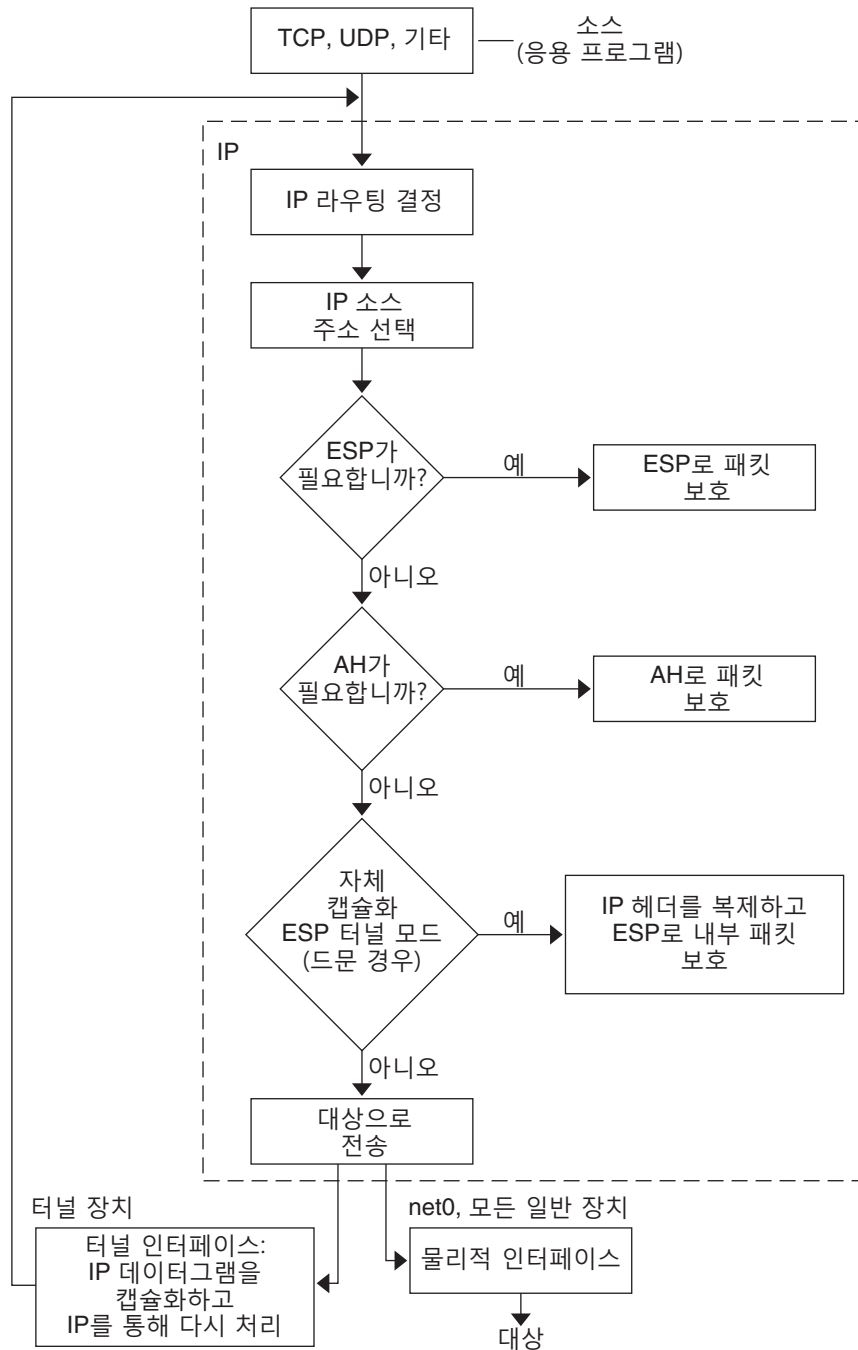 TCP, UDP, 기타
소스
(응용 프로그램)
IP
IP 라우팅 결정
IP 소스
주소 선택
ESP가
필요합니까?
예
ESP로 패킷
보호
아니오
AH가
필요합니까?
예
AH로 패킷
보호
아니오
자체
캡슐화
ESP 터널 모드
(드문 경우)
예
IP 헤더를 복제하고
ESP로 내부 패킷
보호
아니오
대상으로
전송
터널 장치
터널 인터페이스:
IP 데이터그램을
캡슐화하고
IP를 통해 다시 처리
net0, 모든 일반 장치
물리적 인터페이스
대상